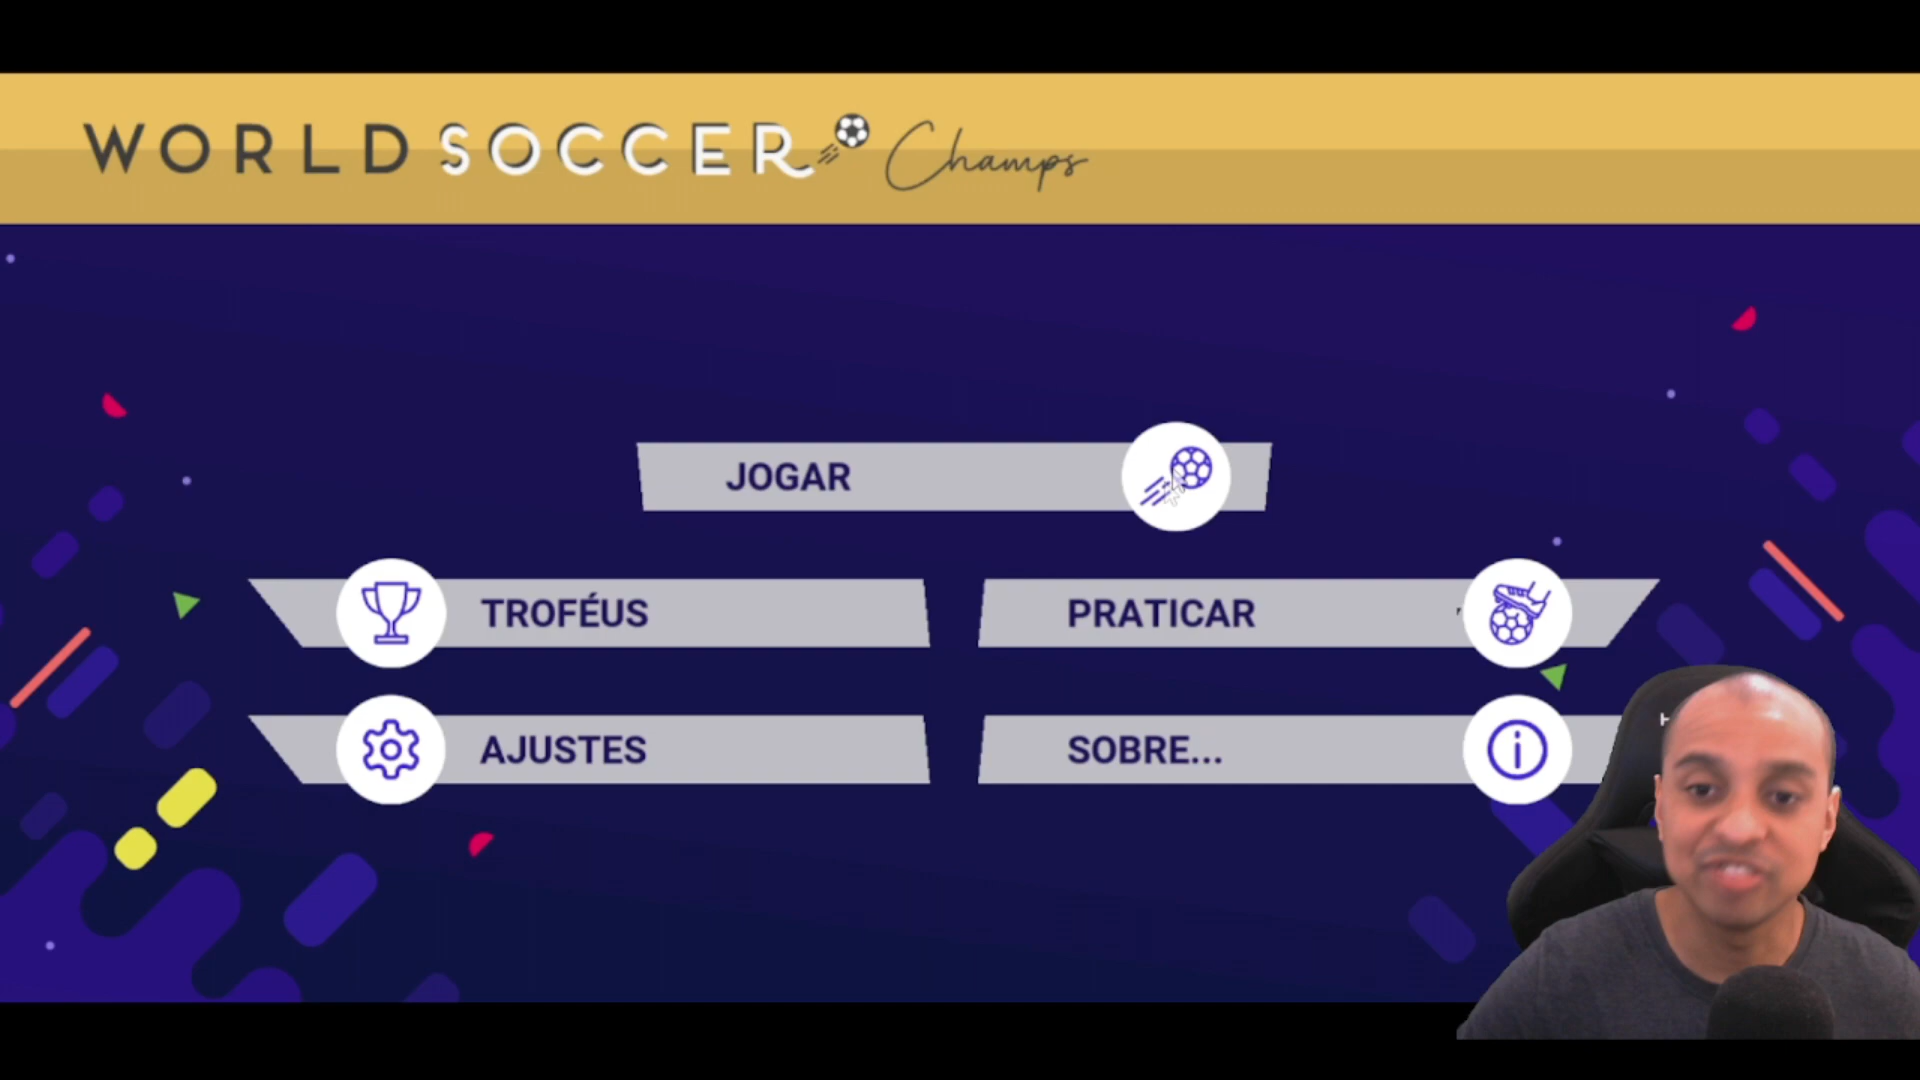 WORLD SOCCER Champs
JOGAR
TROFÉUS
PRATICAR
AJUSTES
SOBRE...